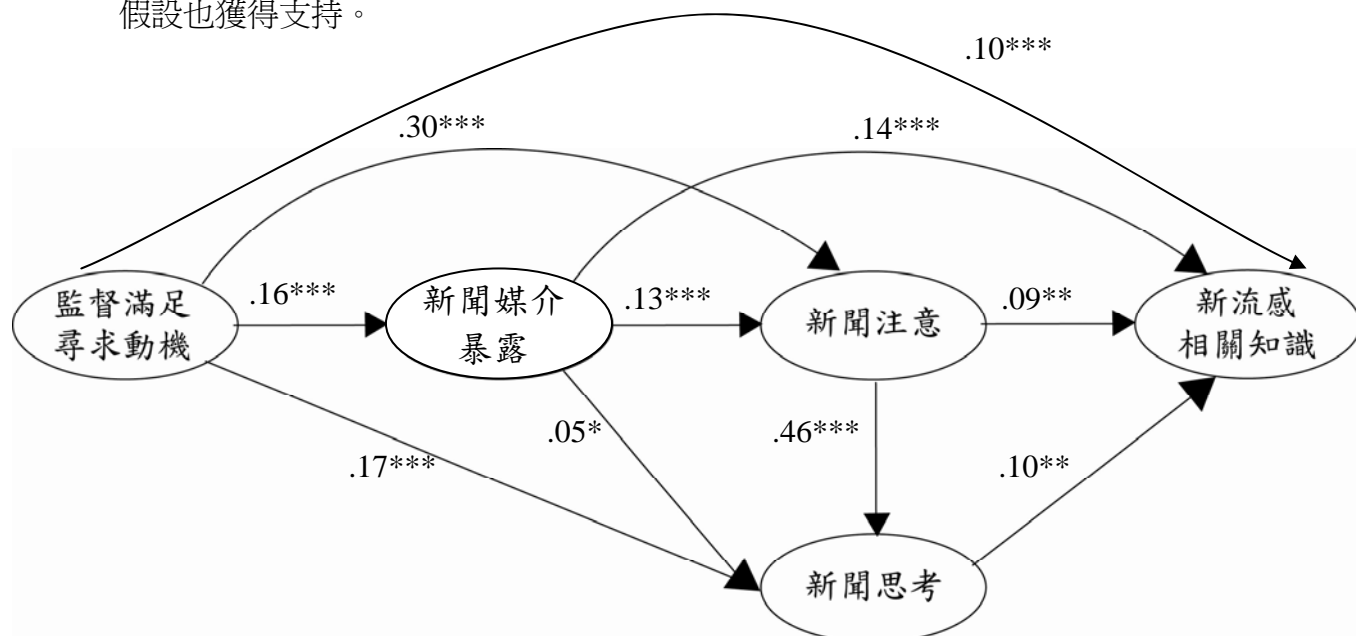 假設也獲得支持。
.10***
.30***
.14***
監督滿足
尋求動機
.16***
新聞媒介
暴露
.13***
新聞注意
.09**
新流感
相關知識
.17***
.05*
.46***
.10**
新聞思考